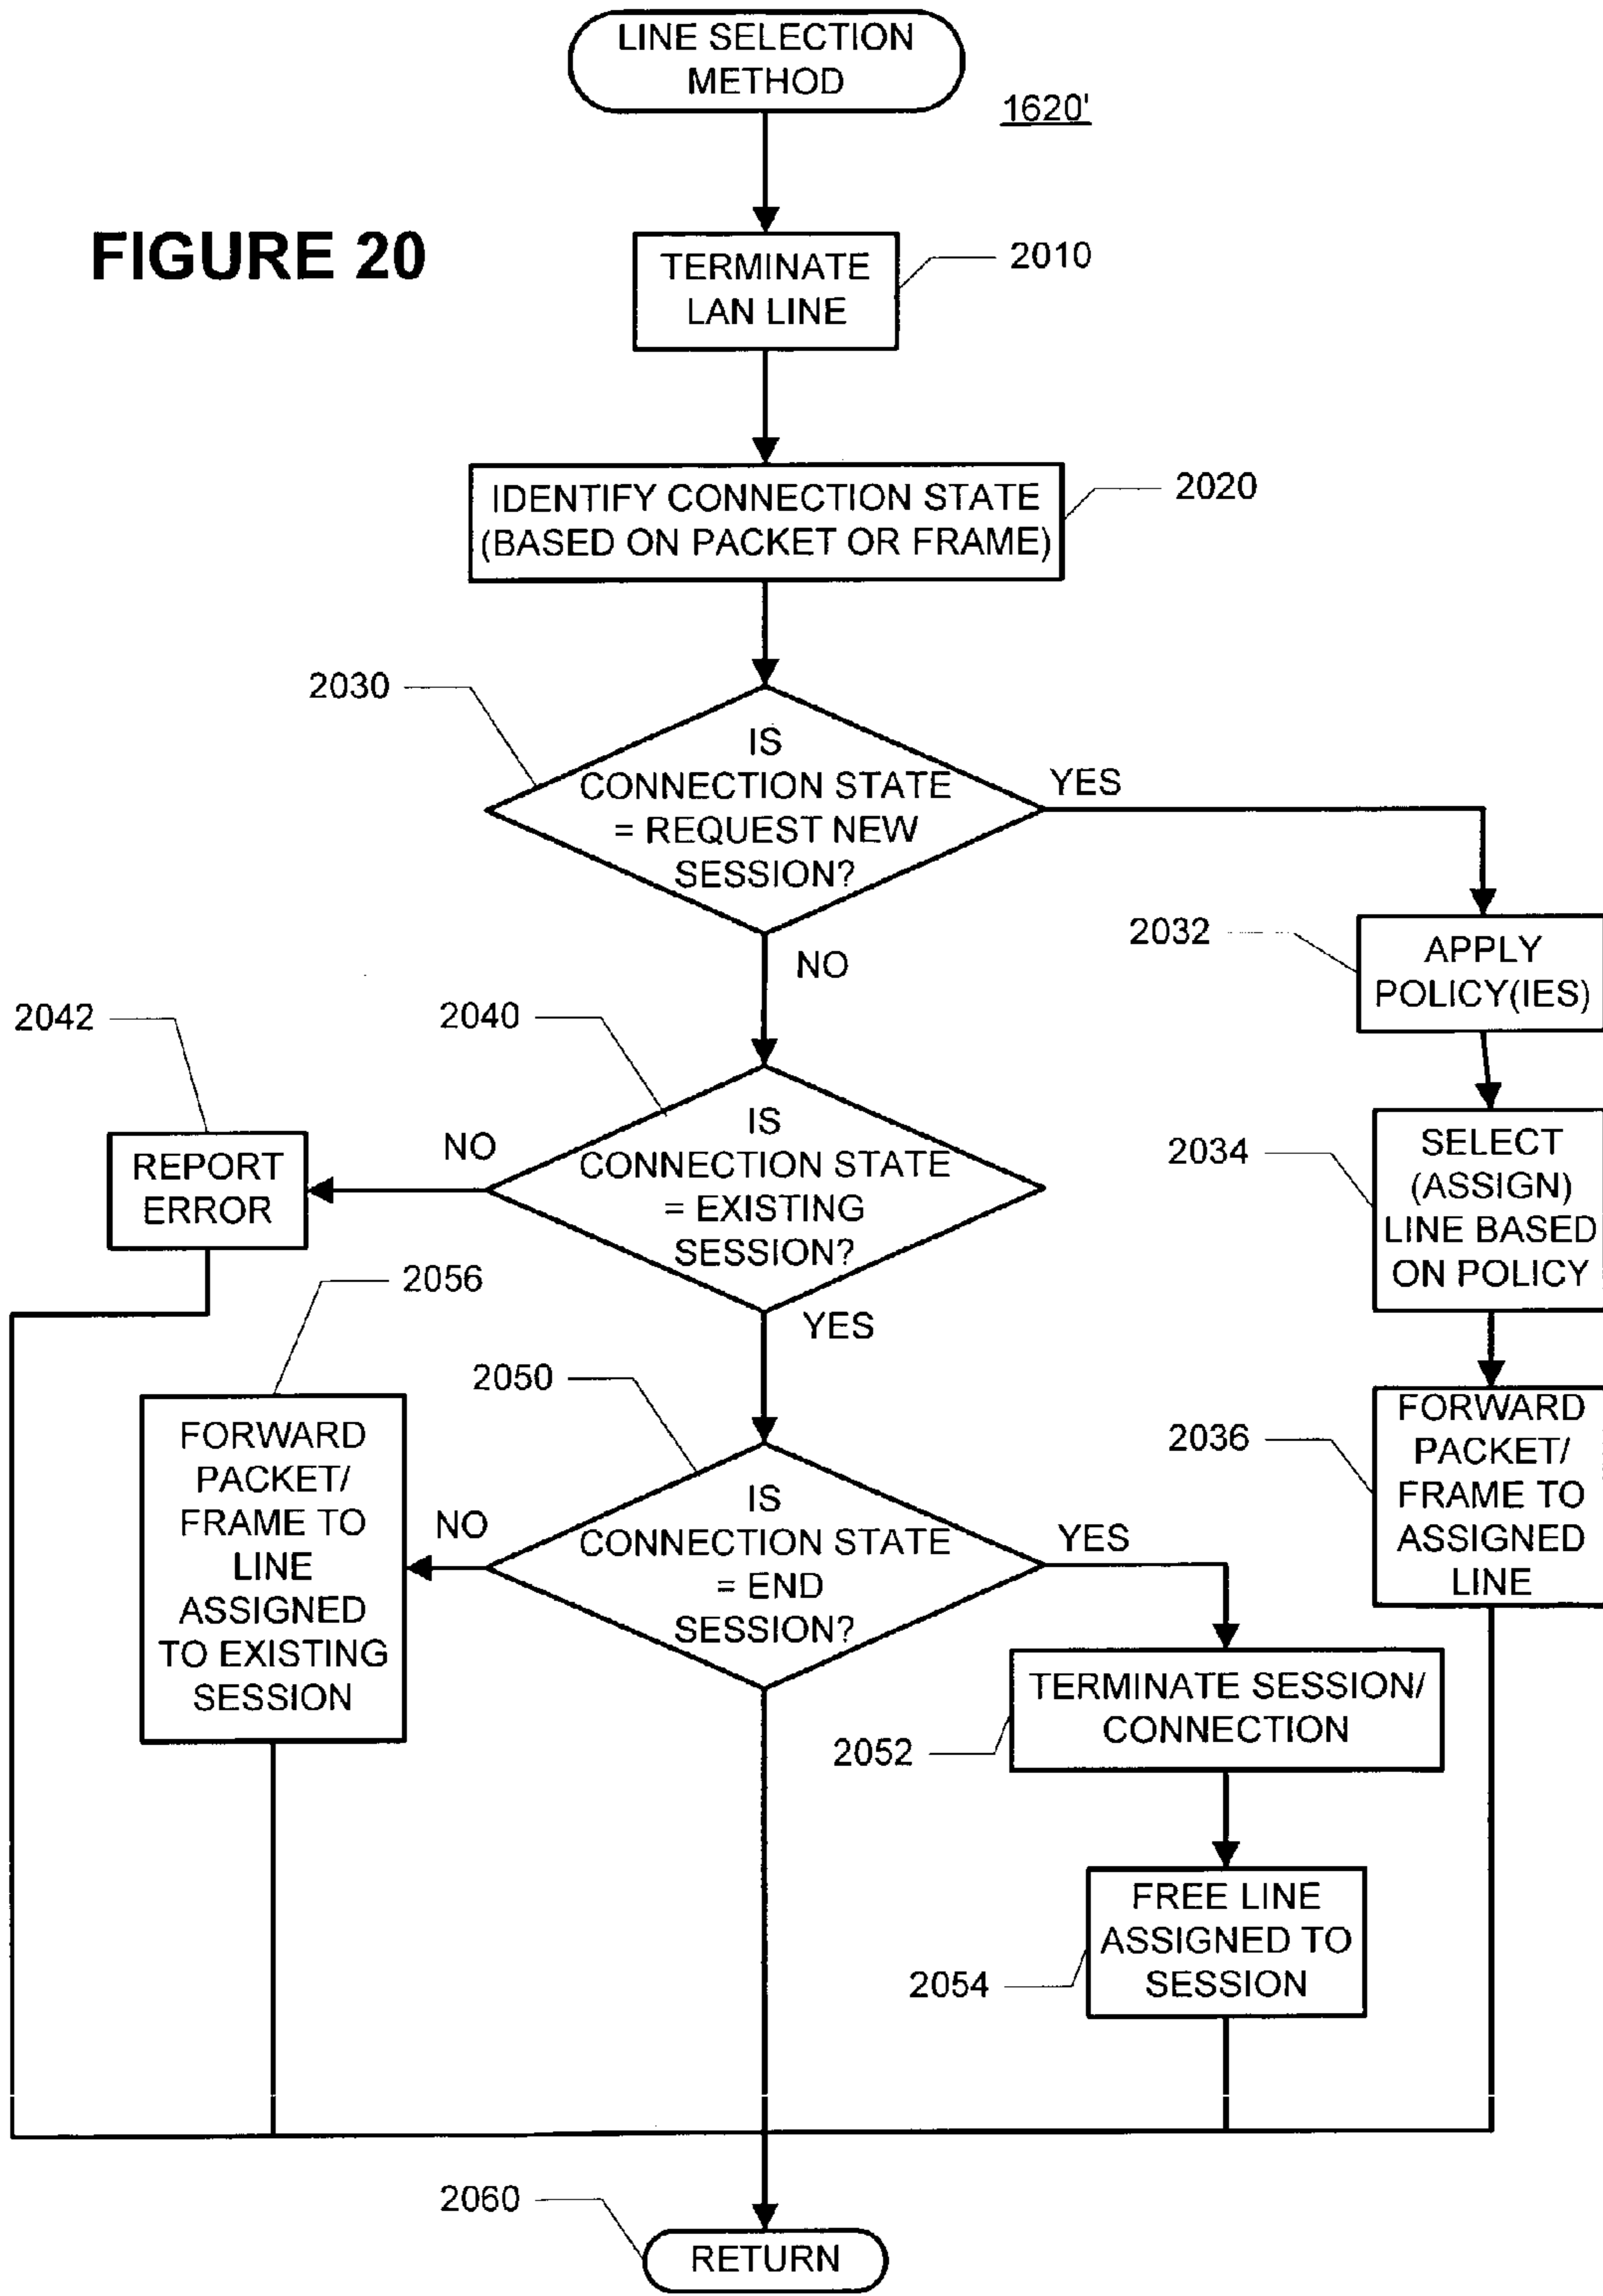 LINE SELECTION
METHOD
1620'
FIGURE 20
TERMINATE
LAN LINE
2010
IDENTIFY CONNECTION STATE
(BASED ON PACKET OR FRAME)
2020
2030
IS
CONNECTION STATE
= REQUEST NEW
SESSION?
YES
NO
2032
APPLY
POLICY(IES)
2042
2040
REPORT
ERROR
NO
IS
CONNECTION STATE
= EXISTING
SESSION?
YES
2034
SELECT
(ASSIGN)
LINE BASED
ON POLICY
2056
2050
FORWARD
PACKET/
FRAME TO
LINE
ASSIGNED
TO EXISTING
SESSION
NO
IS
CONNECTION STATE
= END
SESSION?
YES
2036
FORWARD
PACKET/
FRAME TO
ASSIGNED
LINE
TERMINATE SESSION/
CONNECTION
2052
FREE LINE
ASSIGNED TO
SESSION
2054
2060
RETURN